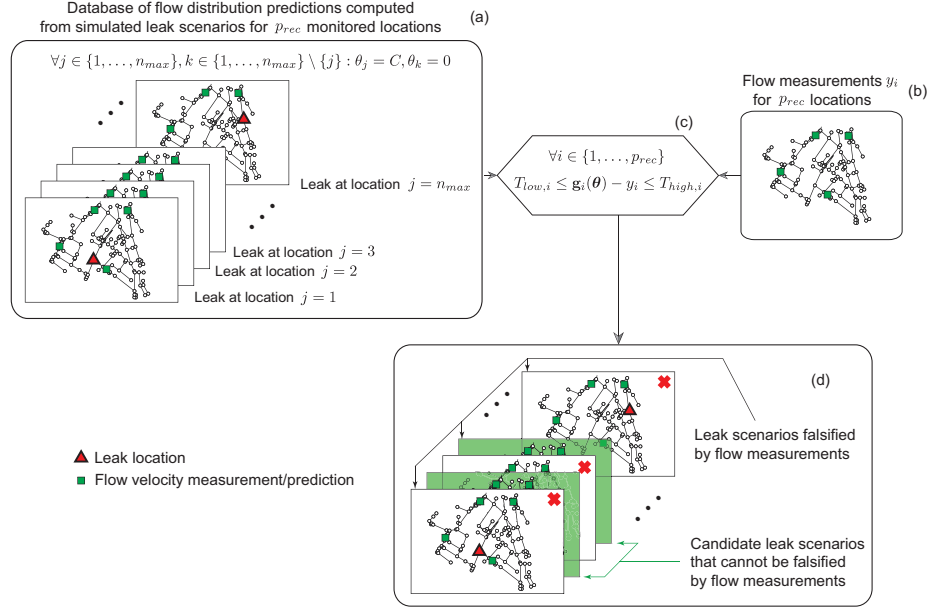 Database of flow distribution predictions computed
from simulated leak scenarios for p_rec monitored locations
(a)
∀j ∈ {1, . . . , n_max}, k ∈ {1, . . . , n_max} \ {j} : θ_j = C, θ_k = 0
Leak at location j = n_max
Leak at location j = 3
Leak at location j = 2
Leak at location j = 1
Flow measurements y_i
for p_rec locations
(b)
(c)
∀i ∈ {1, . . . , p_rec}
T_low,i ≤ g_i(θ) − y_i ≤ T_high,i
(d)
Leak scenarios falsified
by flow measurements
Candidate leak scenarios
that cannot be falsified
by flow measurements
Leak location
Flow velocity measurement/prediction